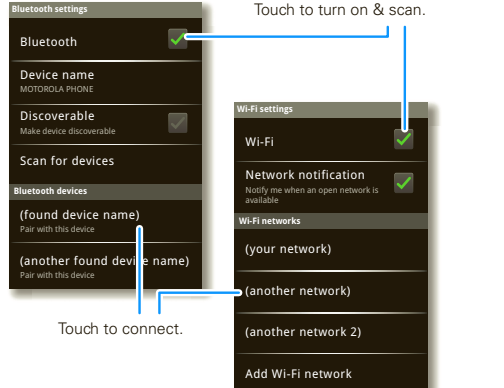 Touch to turn on & scan.
Bluetooth settings
Bluetooth
Device name
MOTOROLA PHONE
Discoverable
Make device discoverable
Scan for devices
Bluetooth devices
(found device name)
Pair with this device
(another found device name)
Pair with this device
Touch to connect.
Wi-Fi settings
Wi-Fi
Network notification
Notify me when an open network is
available
Wi-Fi networks
(your network)
(another network)
(another network 2)
Add Wi-Fi network